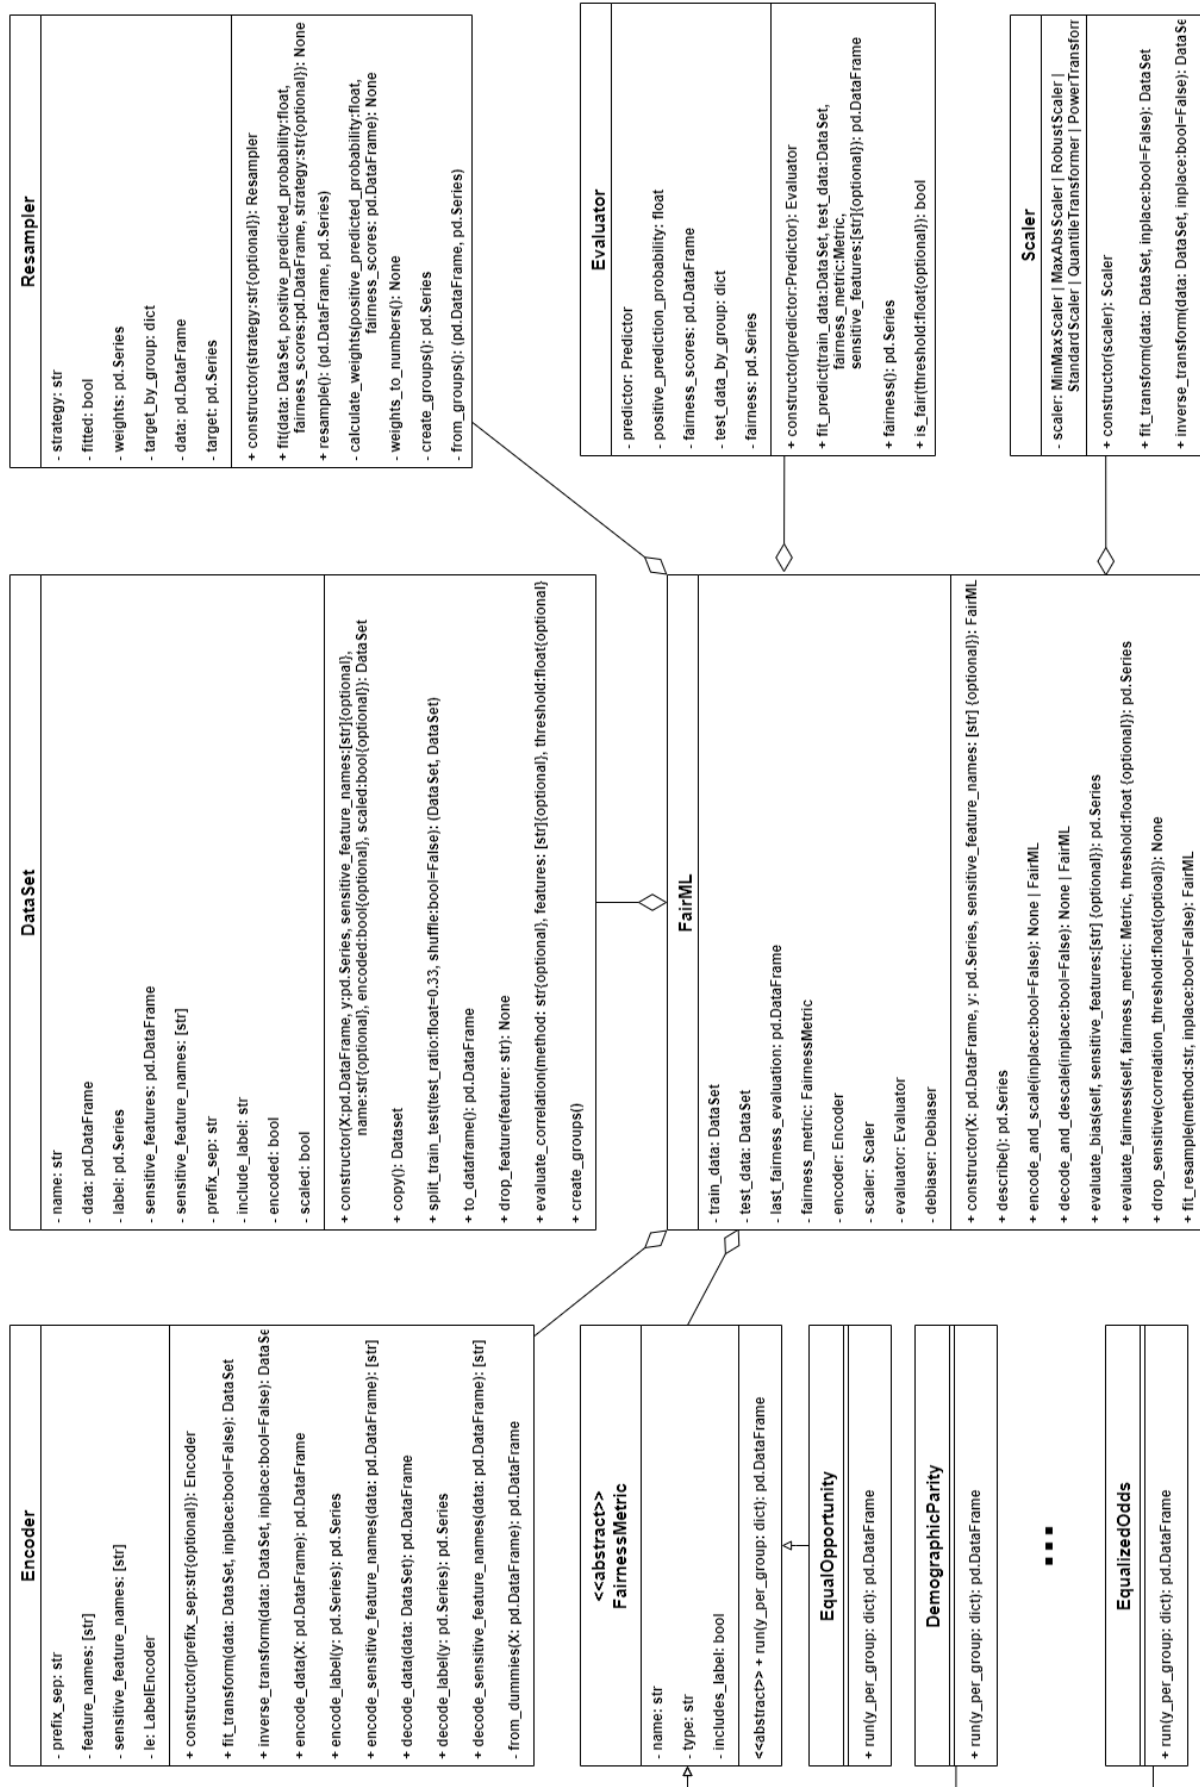 Encoder
- prefix_sep: str
- feature_names: [str]
- sensitive_feature_names: [str]
- le: LabelEncoder
+ constructor(prefix_sep:str{optional}): Encoder
+ fit_transform(data: DataSet, inplace:bool=False): DataSet
+ inverse_transform(data: DataSet, inplace:bool=False): DataSe
+ encode_data(X: pd.DataFrame): pd.DataFrame
+ encode_label(y: pd.Series): pd.Series
+ encode_sensitive_feature_names(data: pd.DataFrame): [str]
+ decode_data(data: DataSet): pd.DataFrame
+ decode_label(y: pd.Series): pd.Series
+ decode_sensitive_feature_names(data: pd.DataFrame): [str]
- from_dummies(X: pd.DataFrame): pd.DataFrame
DataSet
- name: str
- data: pd.DataFrame
- label: pd.Series
- sensitive_features: pd.DataFrame
- sensitive_feature_names: [str]
- prefix_sep: str
- include_label: str
- encoded: bool
- scaled: bool
+ constructor(X:pd.DataFrame, y:pd.Series, sensitive_feature_names:[str]{optional},
name:str{optional}, encoded:bool{optional}, scaled:bool{optional}): DataSet
+ copy(): Dataset
+ split_train_test(test_ratio:float=0.33, shuffle:bool=False): (DataSet, DataSet)
+ to_dataframe(): pd.DataFrame
+ drop_feature(feature: str): None
+ evaluate_correlation(method: str{optional}, features: [str]{optional}, threshold:float{optional}
+ create_groups()
Resampler
- strategy: str
- fitted: bool
- weights: pd.Series
- target_by_group: dict
- data: pd.DataFrame
- target: pd.Series
+ constructor(strategy:str{optional}): Resampler
+ fit(data: DataSet, positive_predicted_probability:float,
fairness_scores:pd.DataFrame, strategy:str{optional}): None
+ resample(): (pd.DataFrame, pd.Series)
- calculate_weights(positive_predicted_probability:float,
fairness_scores: pd.DataFrame): None
- weights_to_numbers(): None
- create_groups(): pd.Series
- from_groups(): (pd.DataFrame, pd.Series)
<<abstract>>
FairnessMetric
- name: str
- type: str
- includes_label: bool
<<abstract>> + run(y_per_group: dict): pd.DataFrame
EqualOpportunity
+ run(y_per_group: dict): pd.DataFrame
DemographicParity
+ run(y_per_group: dict): pd.DataFrame
...
EqualizedOdds
+ run(y_per_group: dict): pd.DataFrame
FairML
- train_data: DataSet
- test_data: DataSet
- last_fairness_evaluation: pd.DataFrame
- fairness_metric: FairnessMetric
- encoder: Encoder
- scaler: Scaler
- evaluator: Evaluator
- debiaser: Debiaser
+ constructor(X: pd.DataFrame, y: pd.Series, sensitive_feature_names: [str] {optional}): FairML
+ describe(): pd.Series
+ encode_and_scale(inplace:bool=False): None | FairML
+ decode_and_descale(inplace:bool=False): None | FairML
+ evaluate_bias(self, sensitive_features:[str] {optional}): pd.Series
+ evaluate_fairness(self, fairness_metric: Metric, threshold:float {optional}): pd.Series
+ drop_sensitive(correlation_threshold:float{optioal}): None
+ fit_resample(method:str, inplace:bool=False): FairML
Evaluator
- predictor: Predictor
- positive_prediction_probability: float
- fairness_scores: pd.DataFrame
- test_data_by_group: dict
- fairness: pd.Series
+ constructor(predictor:Predictor): Evaluator
+ fit_predict(train_data:DataSet, test_data:DataSet,
fairness_metric:Metric,
sensitive_features:[str]{optional}): pd.DataFrame
+ fairness(): pd.Series
+ is_fair(threshold:float{optional}): bool
Scaler
- scaler: MinMaxScaler | MaxAbsScaler | RobustScaler |
StandardScaler | QuantileTransformer | PowerTransforr
+ constructor(scaler): Scaler
+ fit_transform(data: DataSet, inplace:bool=False): DataSet
+ inverse_transform(data: DataSet, inplace:bool=False): DataSe